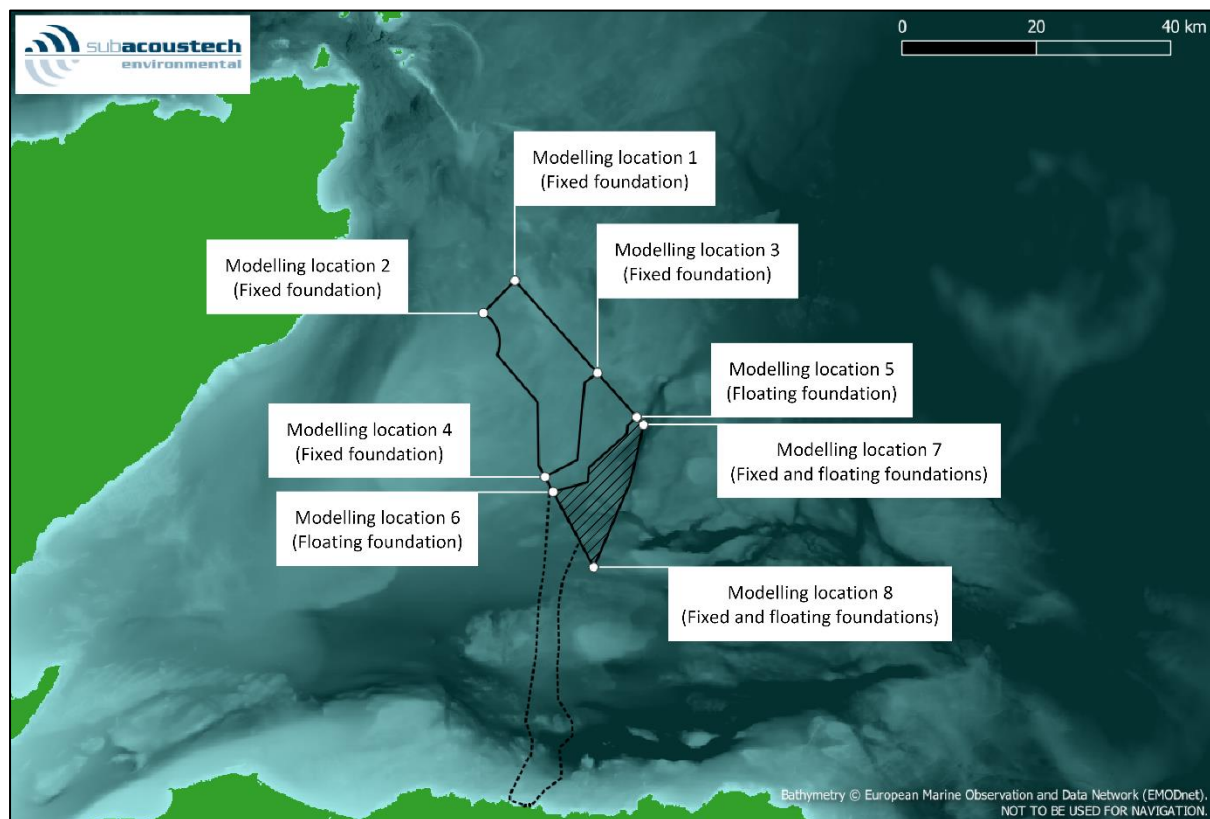 subacoustech
environmental
0 20 40 km
Modelling location 1
(Fixed foundation)
Modelling location 2
(Fixed foundation)
Modelling location 3
(Fixed foundation)
Modelling location 5
(Floating foundation)
Modelling location 4
(Fixed foundation)
Modelling location 7
(Fixed and floating foundations)
Modelling location 6
(Floating foundation)
Modelling location 8
(Fixed and floating foundations)
Bathymetry © European Marine Observation and Data Network (EMODnet).
NOT TO BE USED FOR NAVIGATION.